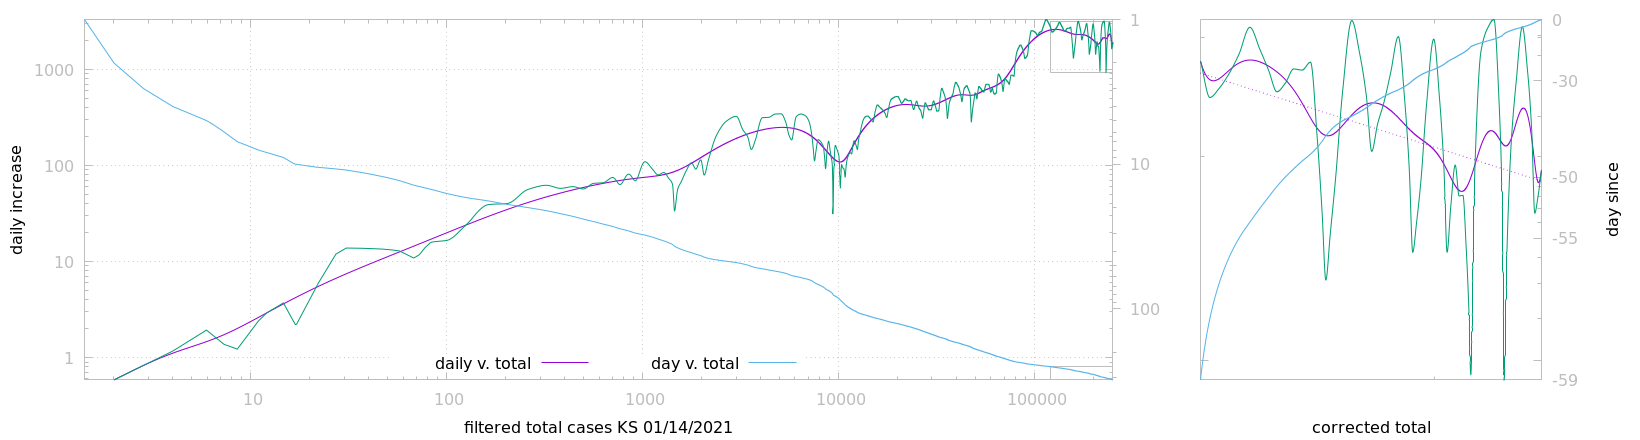 1000
100
10
1
daily increase
10
100
1000
10000
100000
filtered total cases KS 01/14/2021
daily v. total
day v. total
1
10
100
0
-30
-50
-55
-59
day since
corrected total